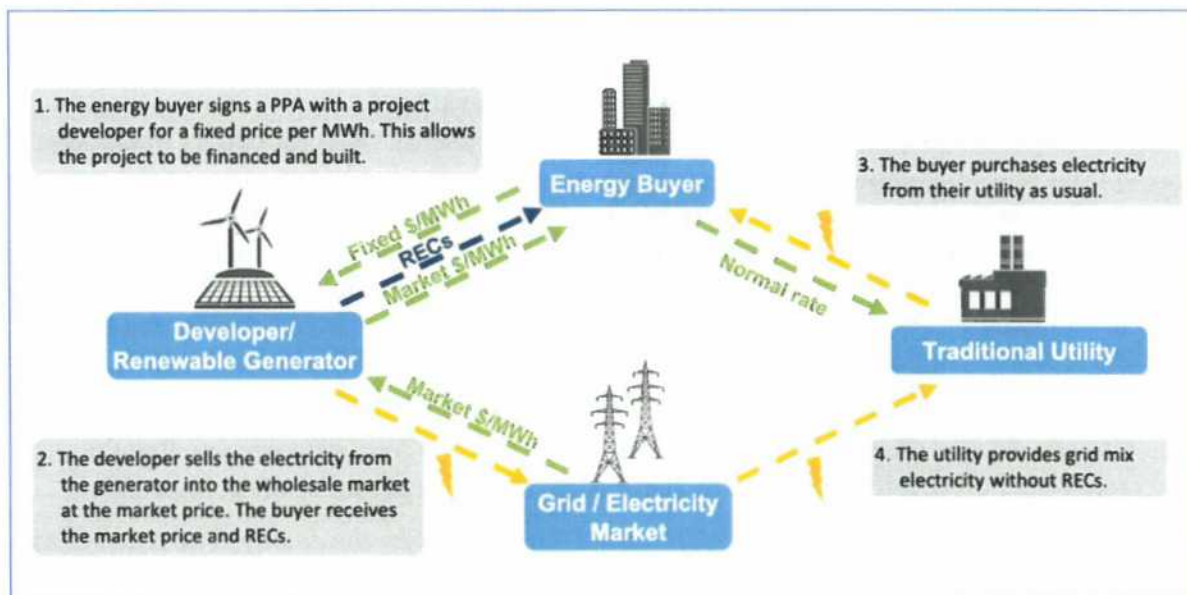 1. The energy buyer signs a PPA with a project
developer for a fixed price per MWh. This allows
the project to be financed and built.
Energy Buyer
3. The buyer purchases electricity
from their utility as usual.
Fixed $/MWh
RECs
Market $/MWh
Normal rate
Developer/
Renewable Generator
Traditional Utility
Market $/MWh
2. The developer sells the electricity from
the generator into the wholesale market
at the market price. The buyer receives
the market price and RECs.
4. The utility provides grid mix
electricity without RECs.
Grid / Electricity
Market